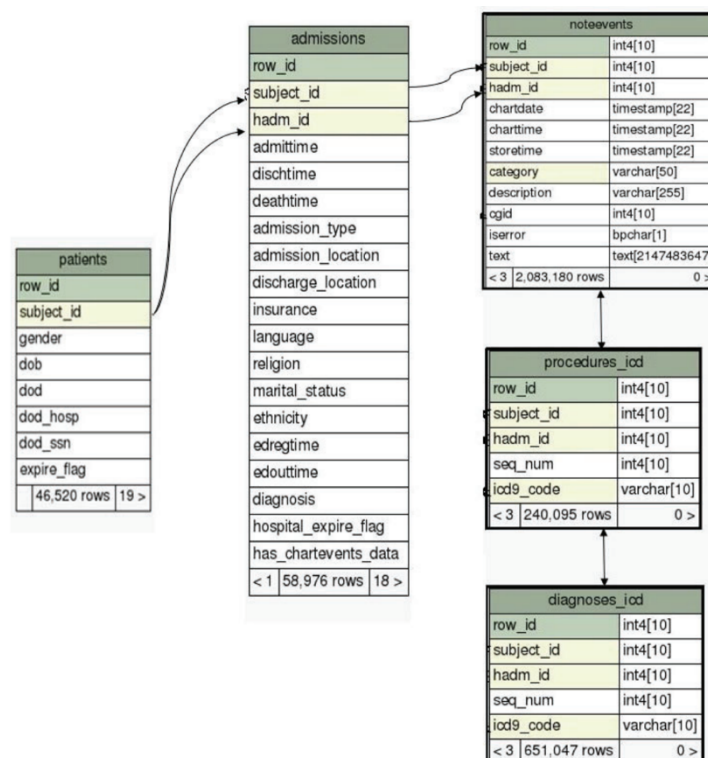 patients
row_id
subject_id
gender
dob
dod
dod_hosp
dod_ssn
expire_flag
46,520 rows 19 >
admissions
row_id
subject_id
hadm_id
admittime
dischtime
deathtime
admission_type
admission_location
discharge_location
insurance
language
religion
marital_status
ethnicity
edregtime
edouttime
diagnosis
hospital_expire_flag
has_chartevents_data
< 1 58,976 rows 18 >
noteevents
row_id int4[10]
subject_id int4[10]
hadm_id int4[10]
chartdate timestamp[22]
charttime timestamp[22]
storetime timestamp[22]
category varchar[50]
description varchar[255]
cgid int4[10]
iserror bpchar[1]
text text[2147483647
< 3 2,083,180 rows 0 >
procedures_icd
row_id int4[10]
subject_id int4[10]
hadm_id int4[10]
seq_num int4[10]
icd9_code varchar[10]
< 3 240,095 rows 0 >
diagnoses_icd
row_id int4[10]
subject_id int4[10]
hadm_id int4[10]
seq_num int4[10]
icd9_code varchar[10]
< 3 651,047 rows 0 >